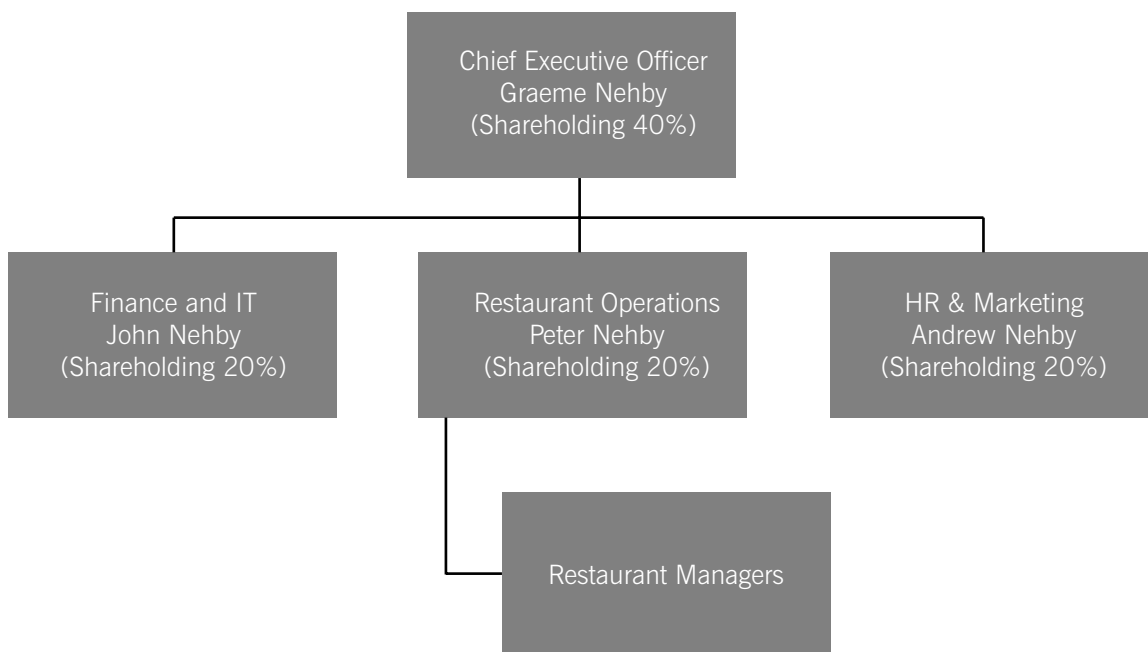 Chief Executive Officer
Graeme Nehby
(Shareholding 40%)
Finance and IT
John Nehby
(Shareholding 20%)
Restaurant Operations
Peter Nehby
(Shareholding 20%)
HR & Marketing
Andrew Nehby
(Shareholding 20%)
Restaurant Managers